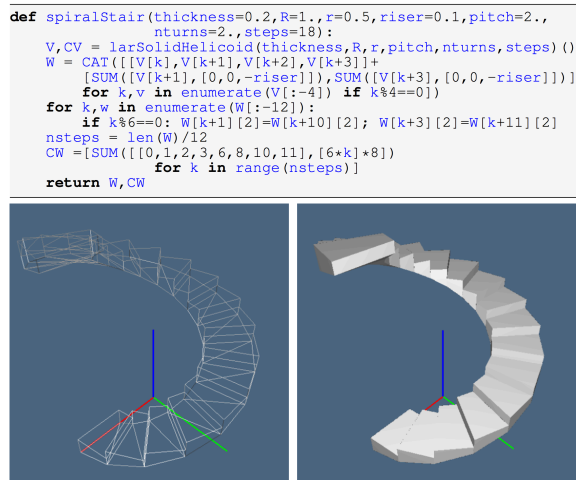 def spiralStair(thickness=0.2,R=1.,r=0.5,riser=0.1,pitch=2.,
nturns=2.,steps=18):
V,CV = larSolidHelicoid(thickness,R,r,pitch,nturns,steps)()
W = CAT([[V[k],V[k+1],V[k+2],V[k+3]]+
[SUM([V[k+1],[0,0,-riser]]),SUM([V[k+3],[0,0,-riser]])]
for k,v in enumerate(V[:-4]) if k%4==0])
for k,w in enumerate(W[:-12]):
if k%6==0: W[k+1][2]=W[k+10][2]; W[k+3][2]=W[k+11][2]
nsteps = len(W)/12
CW =[SUM([[0,1,2,3,6,8,10,11],[6*k]*8])
for k in range(nsteps)]
return W,CW